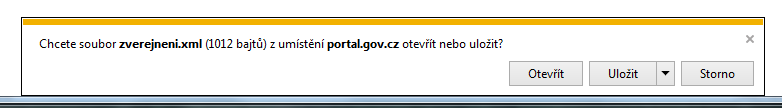 Chcete soubor zverejneni.xml (1012 bajtů) z umístění portal.gov.cz otevřít nebo uložit?
Otevřít Uložit Storno